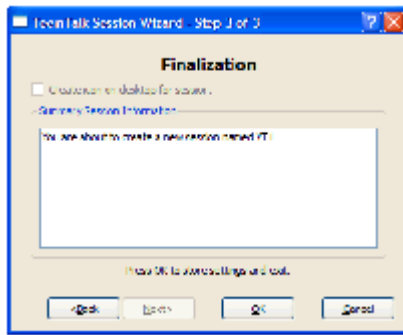 TeemTalk Session Wizard - Step 3 of 3
Finalization
Create icon on desktop for session.
Summary Session Information
You are about to create a new session named
Press OK to store settings and exit.
<Back
Next>
OK
Cancel